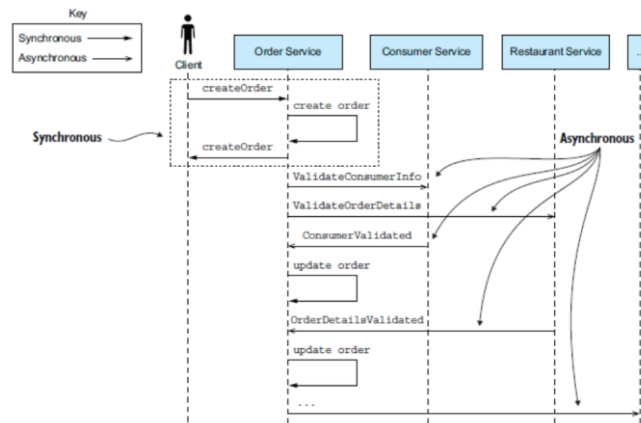 Key
Synchronous
Asynchronous
Client
Order Service
Consumer Service
Restaurant Service
...
createOrder
create order
Synchronous
Asynchronous
createOrder
ValidateConsumerInfo
ValidateOrderDetails
ConsumerValidated
update order
OrderDetailsValidated
update order
...